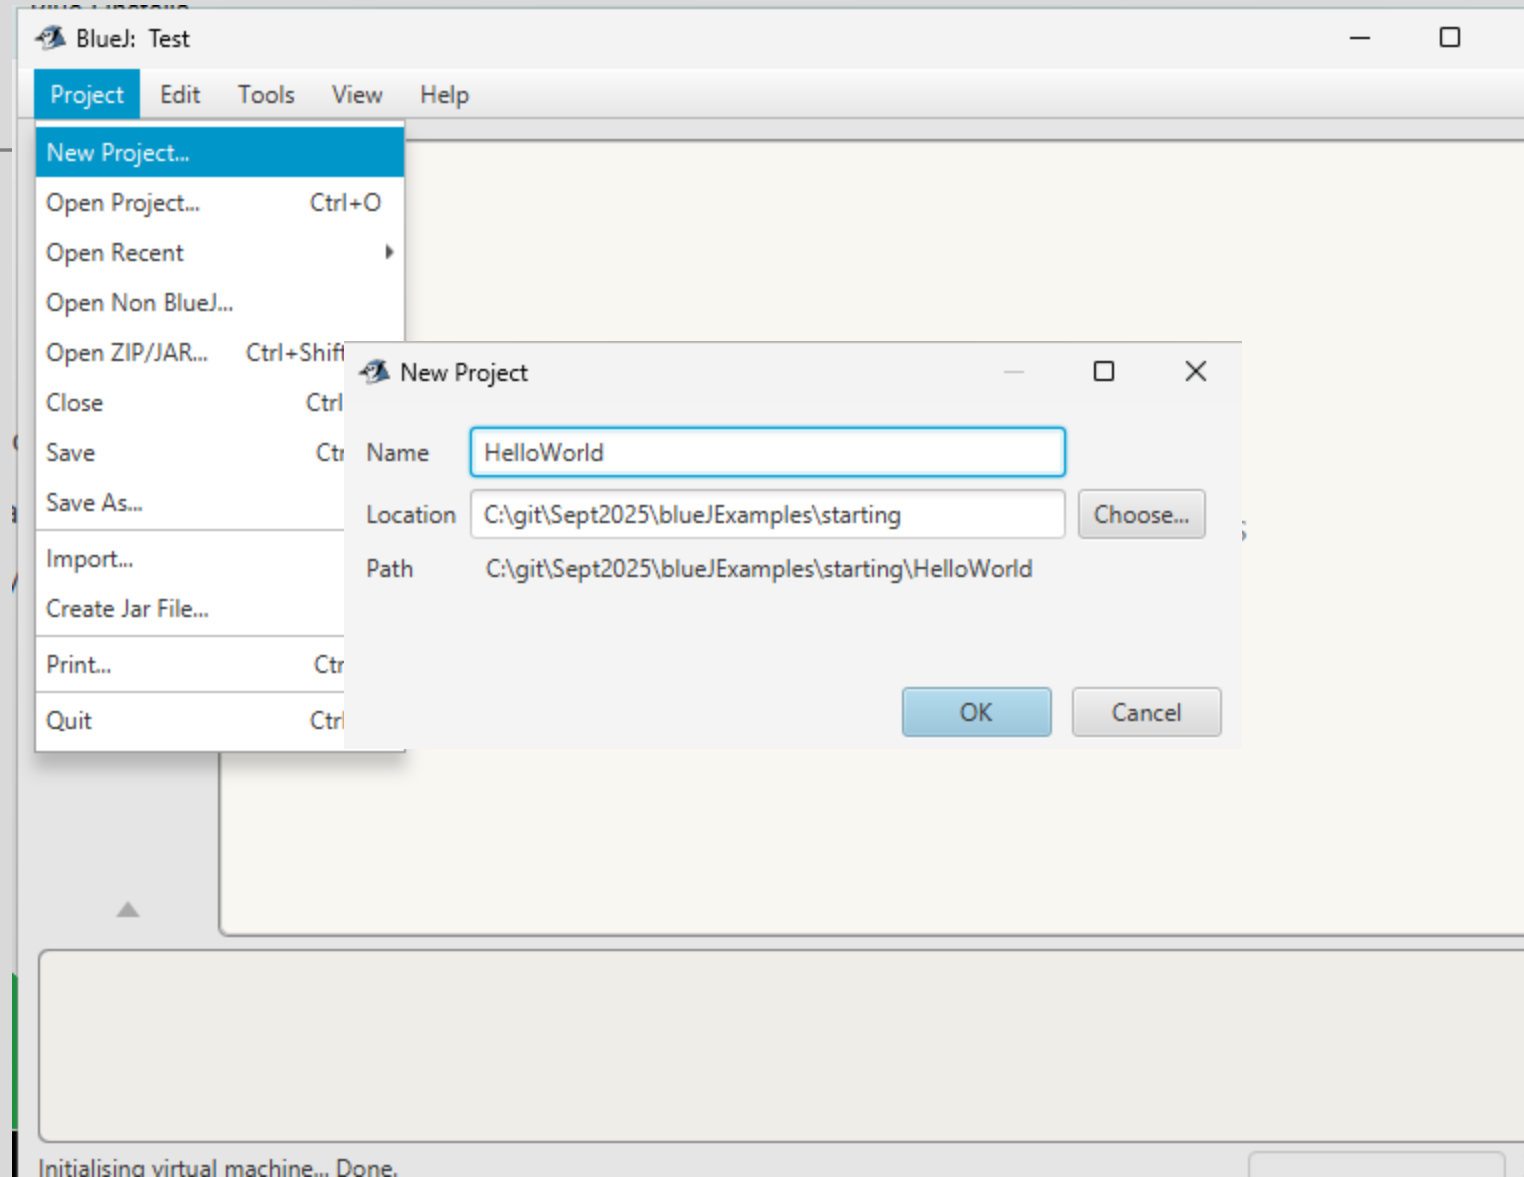 BlueJ: Test
Project Edit Tools View Help
New Project...
Open Project... Ctrl+O
Open Recent
Open Non BlueJ...
Open ZIP/JAR... Ctrl+Shift
Close Ctrl
Save Ctr
Save As...
Import...
Create Jar File...
Print... Ctr
Quit Ctrl
New Project
Name HelloWorld
Location C:\git\Sept2025\blueJExamples\starting Choose...
Path C:\git\Sept2025\blueJExamples\starting\HelloWorld
OK Cancel
Initialising virtual machine... Done.